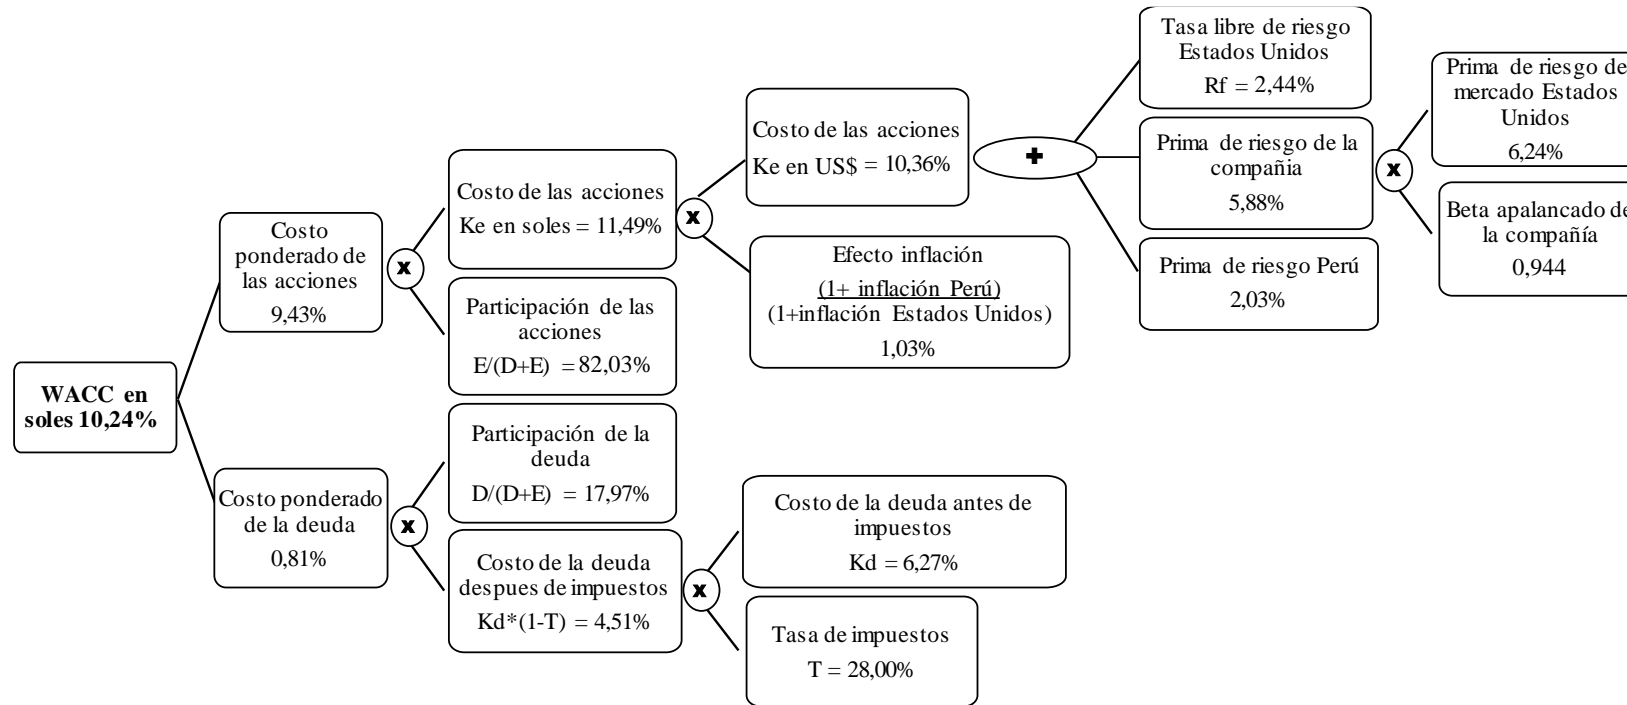 WACC en
soles 10,24%
Costo
ponderado de
las acciones
9,43%
x
Costo ponderado
de la deuda
0,81%
x
Costo de las acciones
Ke en soles = 11,49%
x
Participación de las
acciones
E/(D+E) = 82,03%
Participación de la
deuda
D/(D+E) = 17,97%
Costo de la deuda
despues de impuestos
Kd*(1-T) = 4,51%
x
Costo de las acciones
Ke en US$ = 10,36%
+
Efecto inflación
(1+ inflación Perú)
(1+inflación Estados Unidos)
1,03%
Costo de la deuda antes de
impuestos
Kd = 6,27%
Tasa de impuestos
T = 28,00%
Tasa libre de riesgo
Estados Unidos
Rf = 2,44%
Prima de riesgo de la
compañia
5,88%
x
Prima de riesgo Perú
2,03%
Prima de riesgo de
mercado Estados
Unidos
6,24%
Beta apalancado de
la compañía
0,944